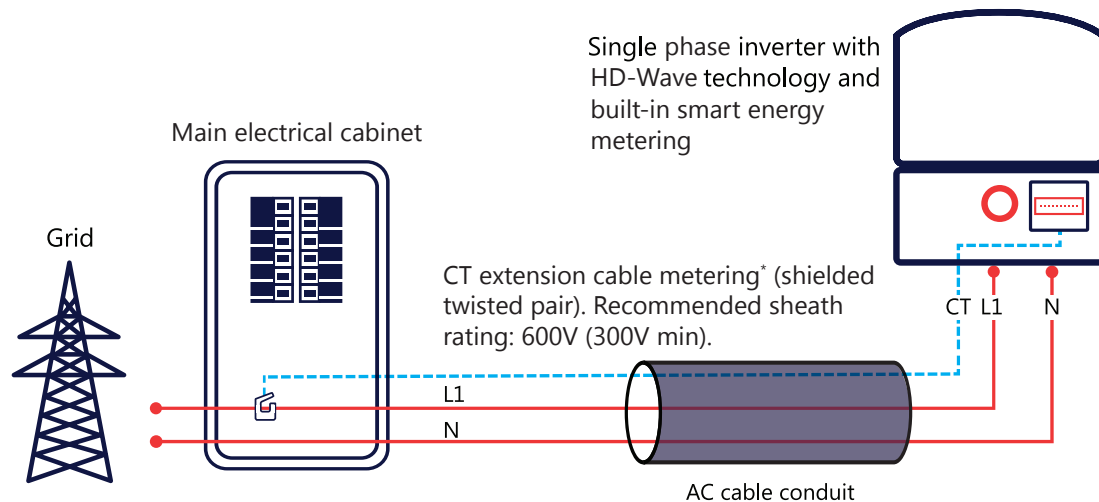 Single phase inverter with
HD-Wave technology and
built-in smart energy
metering
Main electrical cabinet
Grid
CT extension cable metering* (shielded
twisted pair). Recommended sheath
rating: 600V (300V min).
CT L1 N
L1
N
AC cable conduit